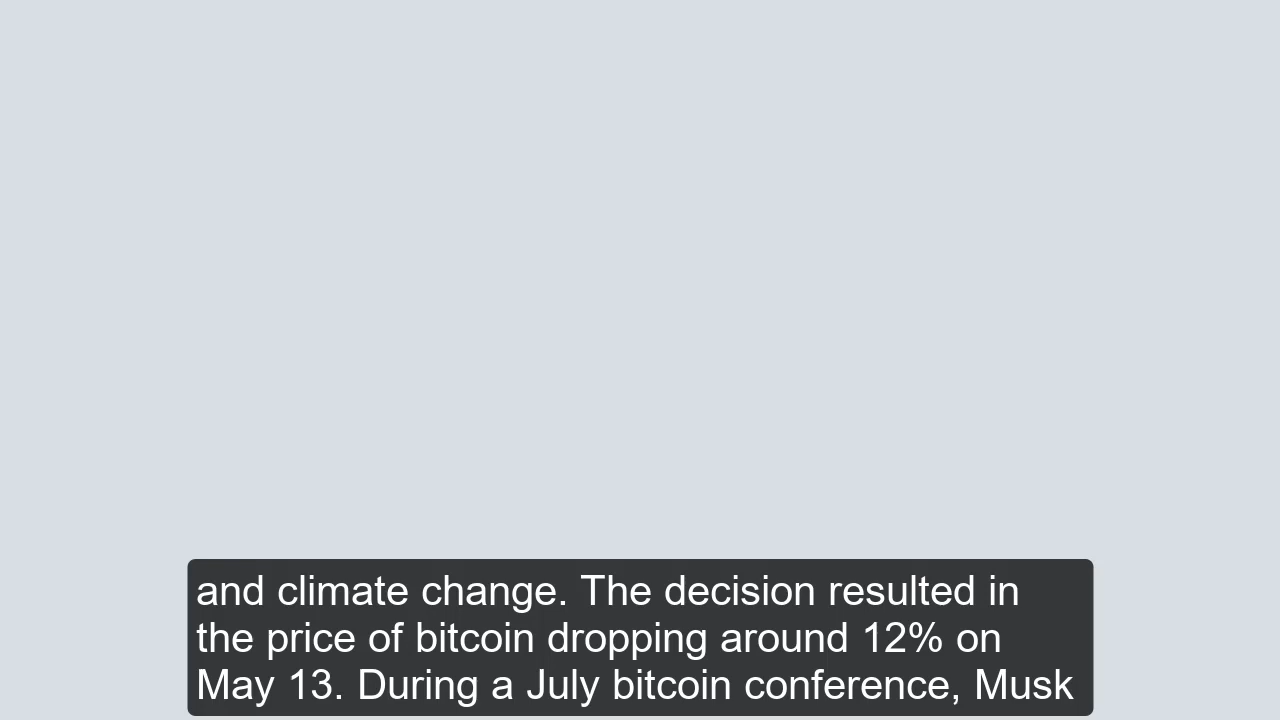 and climate change. The decision resulted in
the price of bitcoin dropping around 12% on
May 13. During a July bitcoin conference, Musk